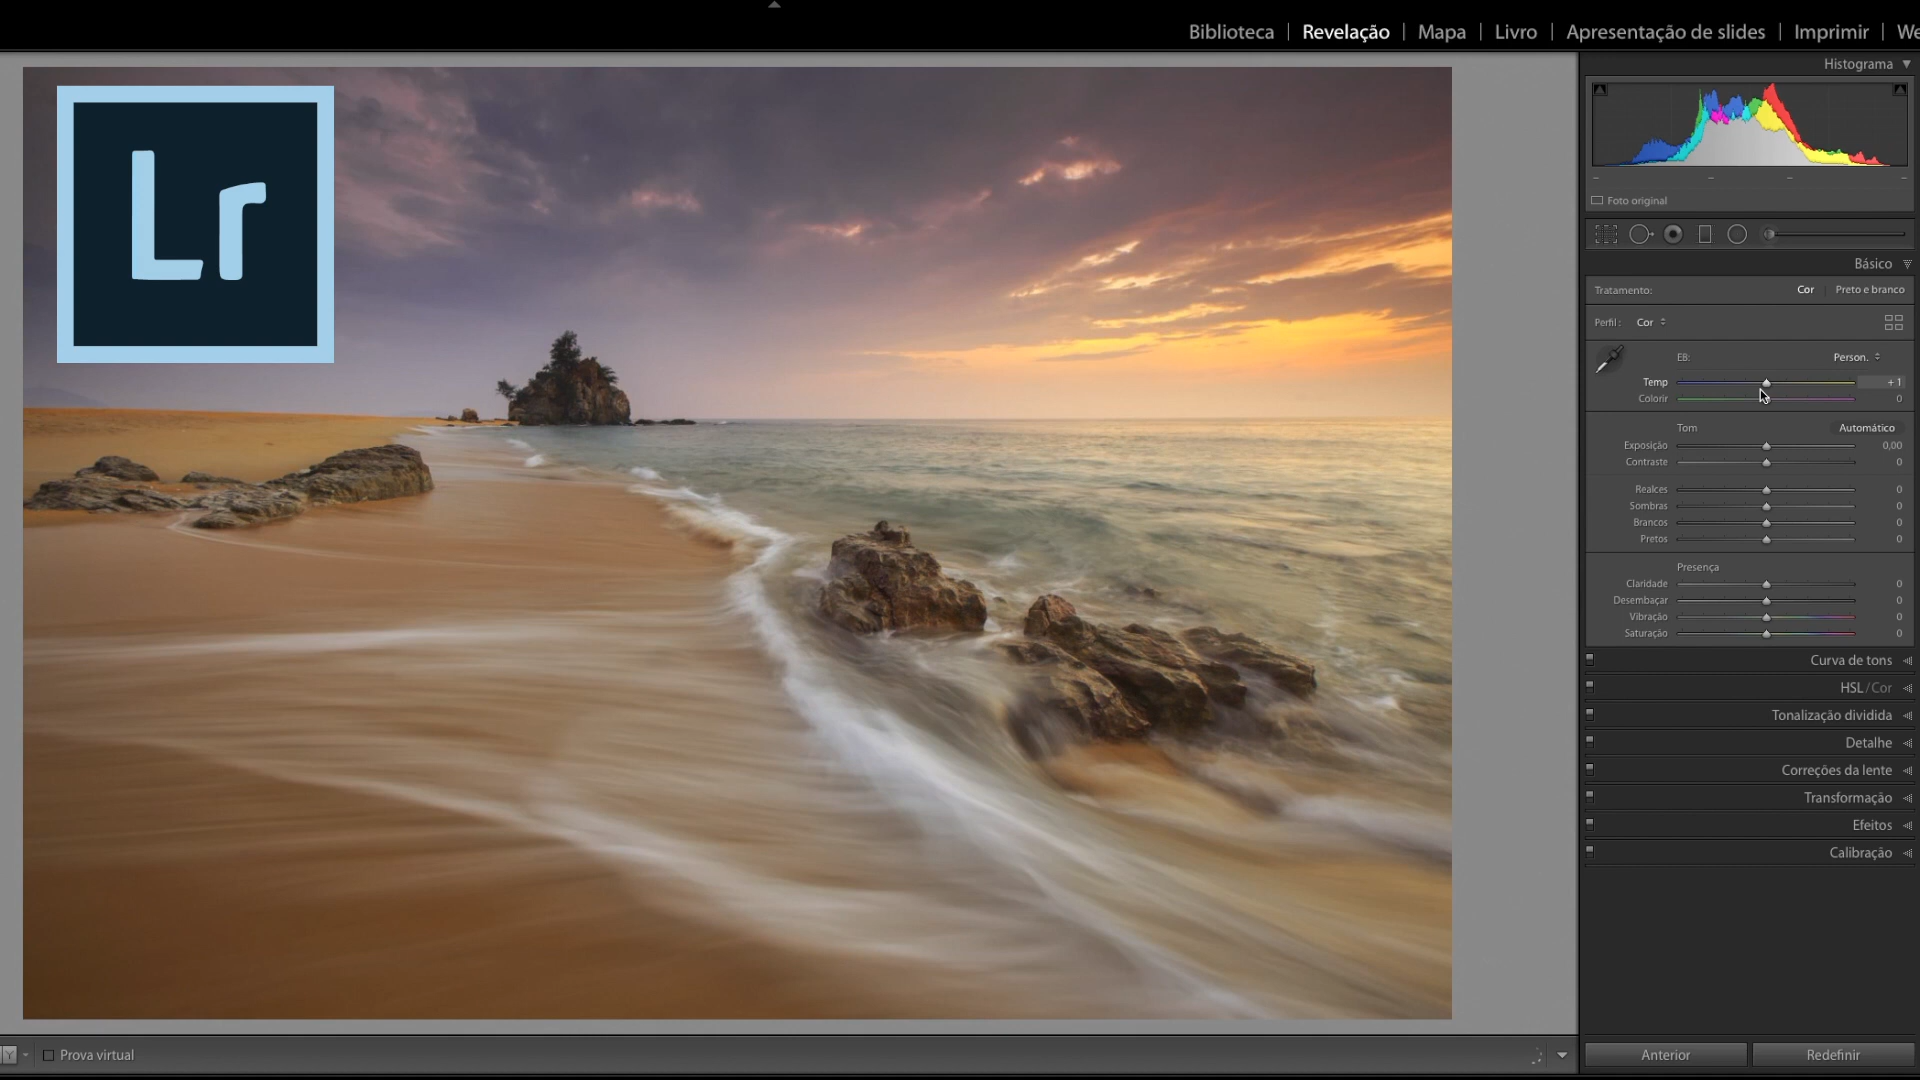 Biblioteca | Revelação | Mapa | Livro | Apresentação de slides | Imprimir | We
Histograma
Lr
Foto original
Básico
Tratamento: Cor | Preto e branco
Perfil : Cor
EB: Person.
Temp + 1
Colorir 0
Tom Automático
Exposição 0,00
Contraste 0
Realces 0
Sombras 0
Brancos 0
Pretos 0
Presença
Claridade 0
Desembaçar 0
Vibração 0
Saturação 0
Curva de tons
HSL / Cor
Tonalização dividida
Detalhe
Correções da lente
Transformação
Efeitos
Calibração
Y Prova virtual
Anterior Redefinir